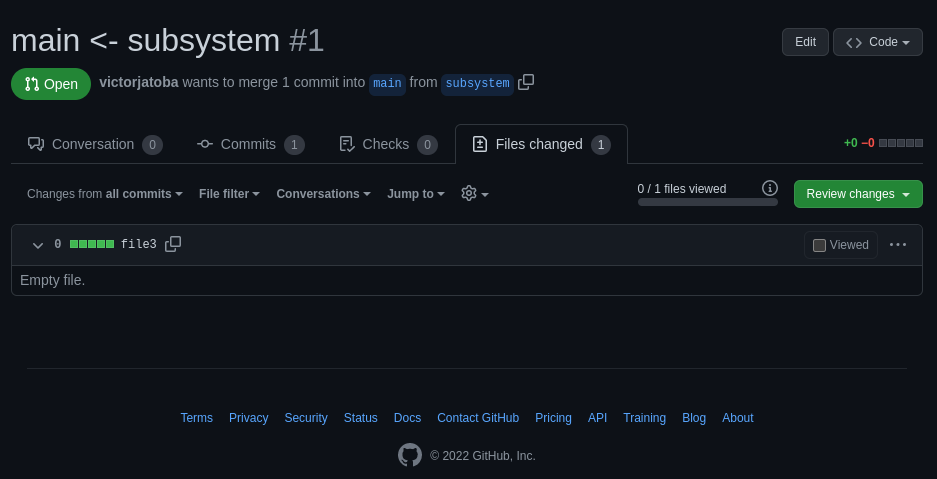 main <- subsystem #1
Edit
Code
Open
victorjatoba wants to merge 1 commit into main from subsystem
Conversation 0
Commits 1
Checks 0
Files changed 1
+0 −0
Changes from all commits
File filter
Conversations
Jump to
0 / 1 files viewed
Review changes
0 file3
Viewed
Empty file.
Terms Privacy Security Status Docs Contact GitHub Pricing API Training Blog About
© 2022 GitHub, Inc.